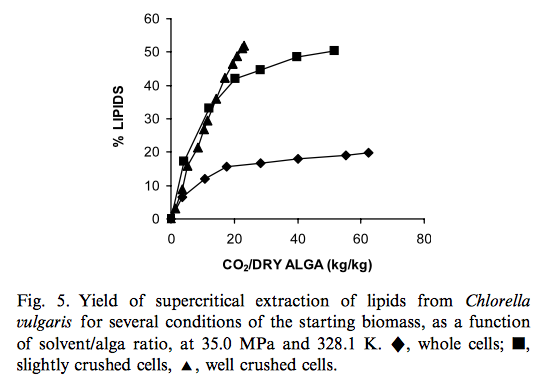 60
50
40
30
20
10
0
% LIPIDS
0 20 40 60 80
CO₂/DRY ALGA (kg/kg)
Fig. 5. Yield of supercritical extraction of lipids from Chlorella
vulgaris for several conditions of the starting biomass, as a function
of solvent/alga ratio, at 35.0 MPa and 328.1 K. ◆, whole cells; ■,
slightly crushed cells, ▲, well crushed cells.